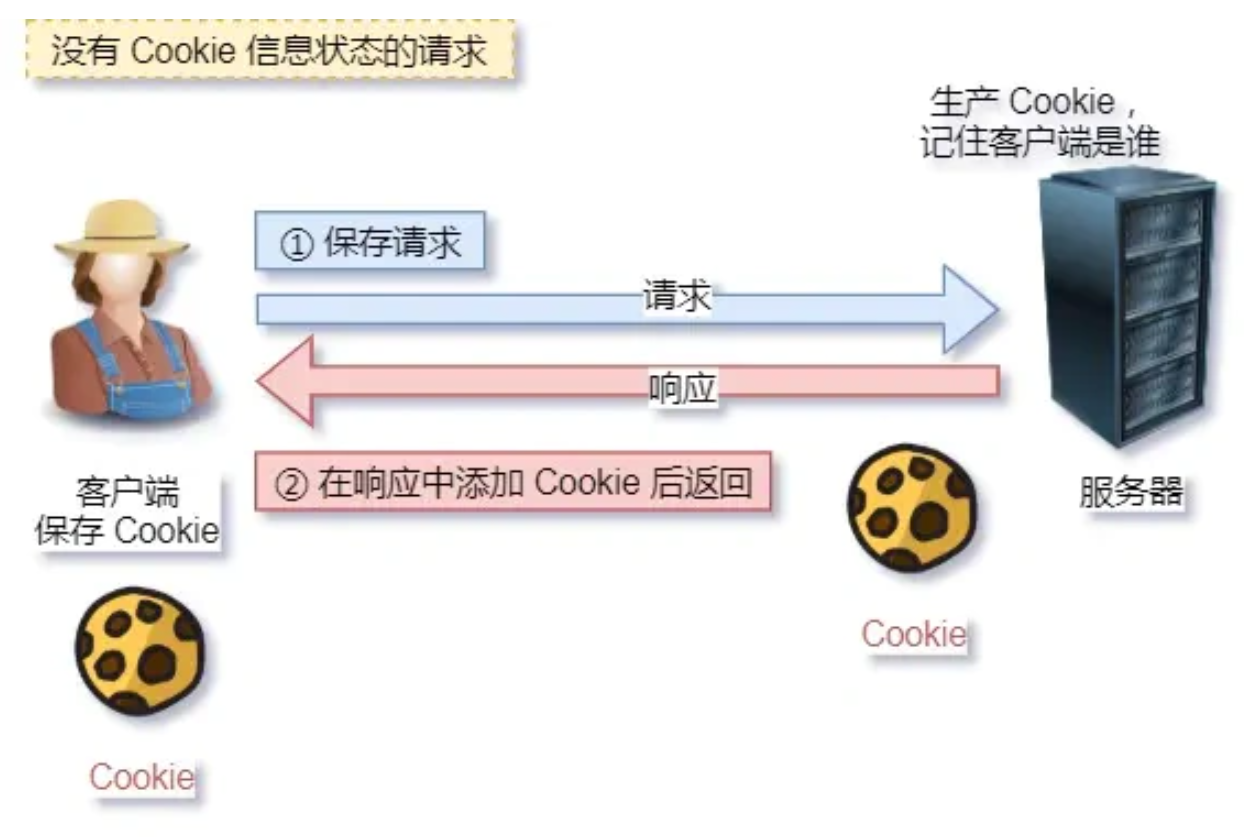 没有 Cookie 信息状态的请求
生产 Cookie，
记住客户端是谁
① 保存请求
请求
响应
② 在响应中添加 Cookie 后返回
客户端
保存 Cookie
服务器
Cookie
Cookie